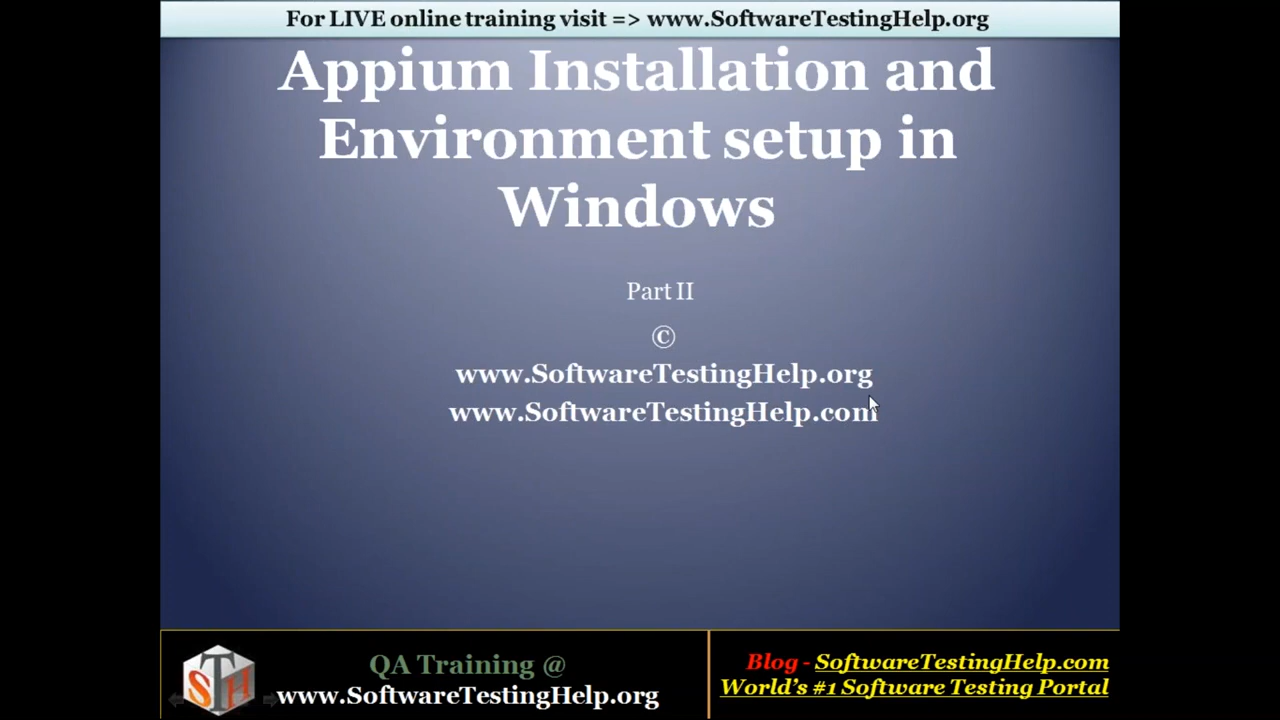 For LIVE online training visit => www.SoftwareTestingHelp.org
Appium Installation and
Environment setup in
Windows
Part II
©
www.SoftwareTestingHelp.org
www.SoftwareTestingHelp.com
STH
QA Training @
www.SoftwareTestingHelp.org
Blog - SoftwareTestingHelp.com
World's #1 Software Testing Portal